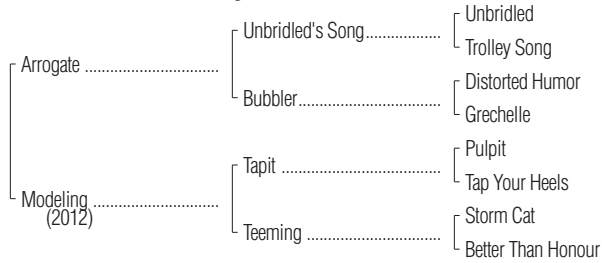 Unbridled
Unbridled's Song..................
Trolley Song
Arrogate ................................
Distorted Humor
Bubbler..................................
Grechelle
Pulpit
Tapit ......................................
Tap Your Heels
Modeling ..............................
(2012)
Storm Cat
Teeming ................................
Better Than Honour